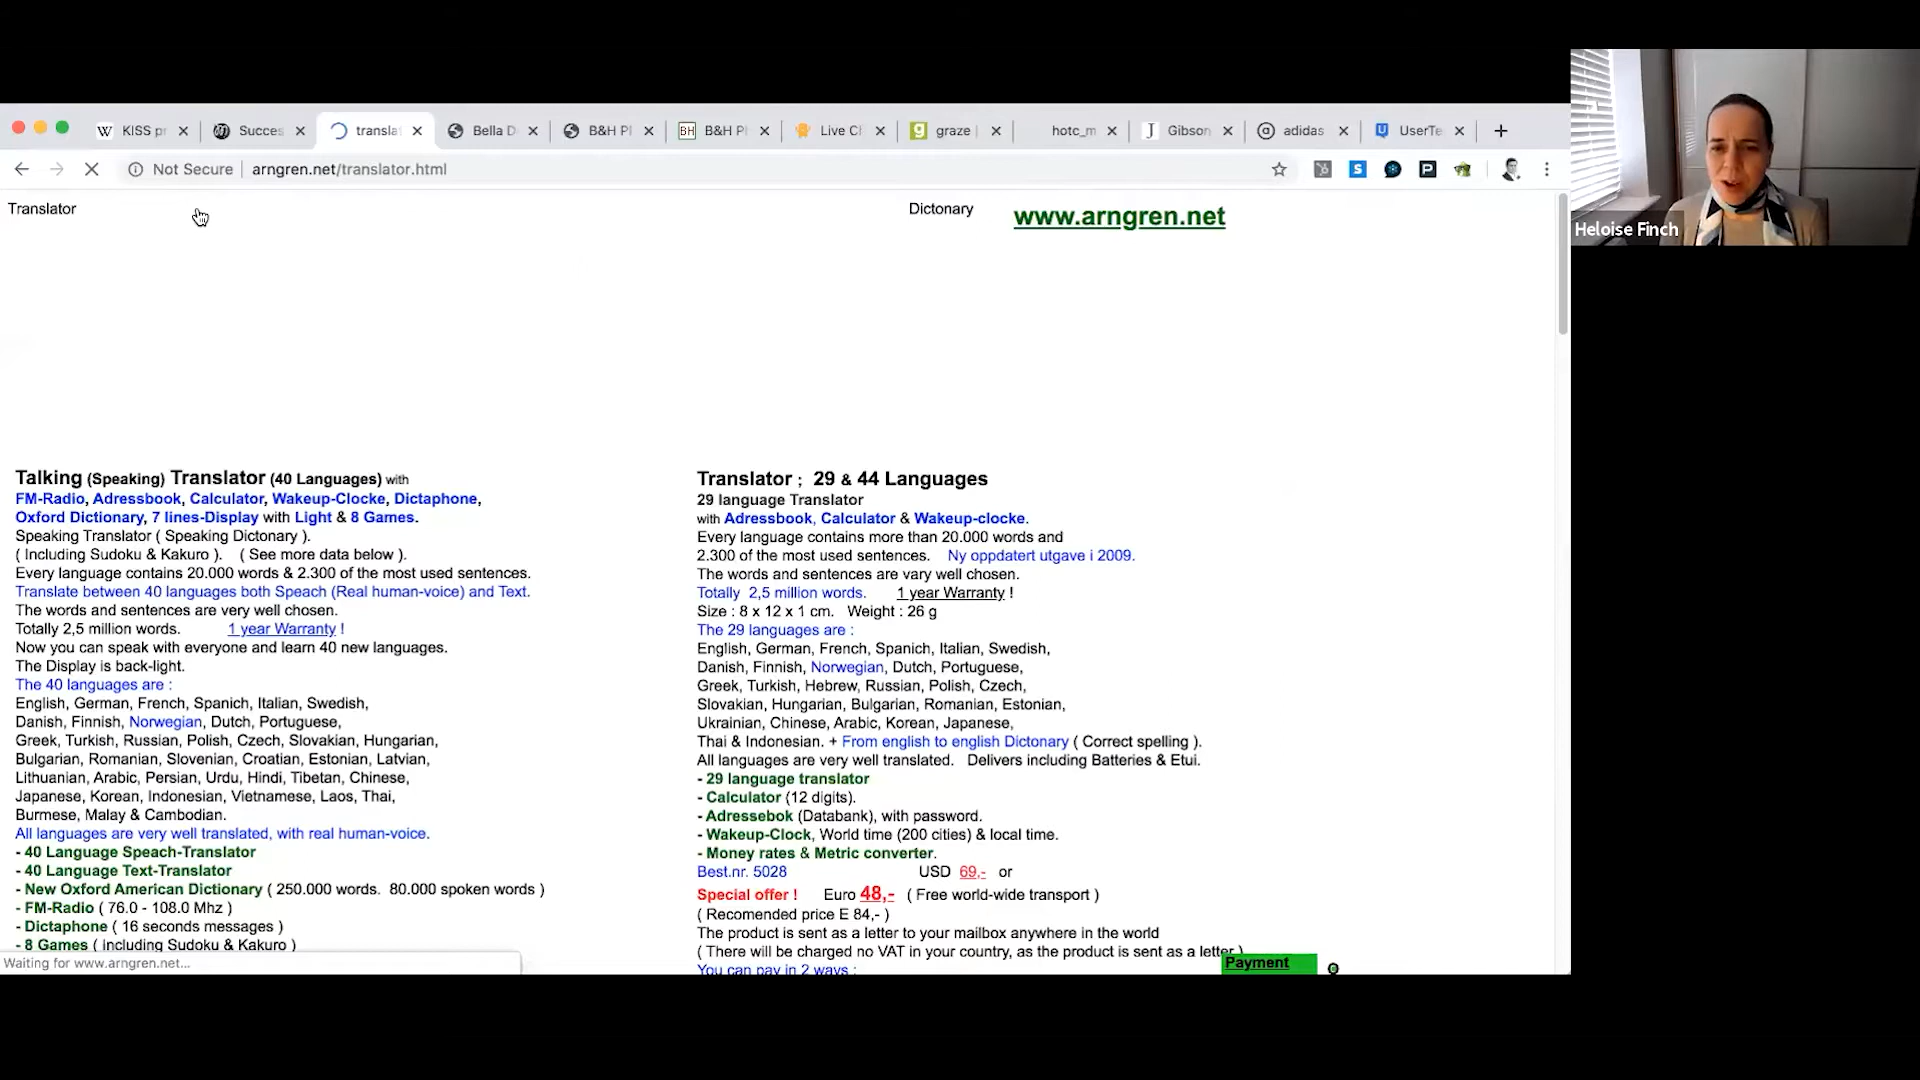 KISS pr
Succes
translat
Bella D
B&H Pl
B&H Pl
Live Cl
graze |
hotc_m
Gibson
adidas
UserTe
Not Secure
arngren.net/translator.html
Heloise Finch
Translator
Dictonary
www.arngren.net
Talking (Speaking) Translator (40 Languages) with
FM-Radio, Adressbook, Calculator, Wakeup-Clocke, Dictaphone,
Oxford Dictionary, 7 lines-Display with Light & 8 Games.
Speaking Translator ( Speaking Dictonary ).
( Including Sudoku & Kakuro ). ( See more data below ).
Every language contains 20.000 words & 2.300 of the most used sentences.
Translate between 40 languages both Speach (Real human-voice) and Text.
The words and sentences are very well chosen.
Totally 2,5 million words. 1 year Warranty !
Now you can speak with everyone and learn 40 new languages.
The Display is back-light.
The 40 languages are :
English, German, French, Spanich, Italian, Swedish,
Danish, Finnish, Norwegian, Dutch, Portuguese,
Greek, Turkish, Russian, Polish, Czech, Slovakian, Hungarian,
Bulgarian, Romanian, Slovenian, Croatian, Estonian, Latvian,
Lithuanian, Arabic, Persian, Urdu, Hindi, Tibetan, Chinese,
Japanese, Korean, Indonesian, Vietnamese, Laos, Thai,
Burmese, Malay & Cambodian.
All languages are very well translated, with real human-voice.
- 40 Language Speach-Translator
- 40 Language Text-Translator
- New Oxford American Dictionary ( 250.000 words. 80.000 spoken words )
- FM-Radio ( 76.0 - 108.0 Mhz )
- Dictaphone ( 16 seconds messages )
- 8 Games ( including Sudoku & Kakuro )
Waiting for www.arngren.net...
Translator ; 29 & 44 Languages
29 language Translator
with Adressbook, Calculator & Wakeup-clocke.
Every language contains more than 20.000 words and
2.300 of the most used sentences. Ny oppdatert utgave i 2009.
The words and sentences are vary well chosen.
Totally 2,5 million words. 1 year Warranty !
Size : 8 x 12 x 1 cm. Weight : 26 g
The 29 languages are :
English, German, French, Spanich, Italian, Swedish,
Danish, Finnish, Norwegian, Dutch, Portuguese,
Greek, Turkish, Hebrew, Russian, Polish, Czech,
Slovakian, Hungarian, Bulgarian, Romanian, Estonian,
Ukrainian, Chinese, Arabic, Korean, Japanese,
Thai & Indonesian. + From english to english Dictonary ( Correct spelling ).
All languages are very well translated. Delivers including Batteries & Etui.
- 29 language translator
- Calculator (12 digits).
- Adressebok (Databank), with password.
- Wakeup-Clock, World time (200 cities) & local time.
- Money rates & Metric converter.
Best.nr. 5028 USD 69,- or
Special offer ! Euro 48,- ( Free world-wide transport )
( Recomended price E 84,- )
The product is sent as a letter to your mailbox anywhere in the world
( There will be charged no VAT in your country, as the product is sent as a letter )
You can pay in 2 ways :
Payment